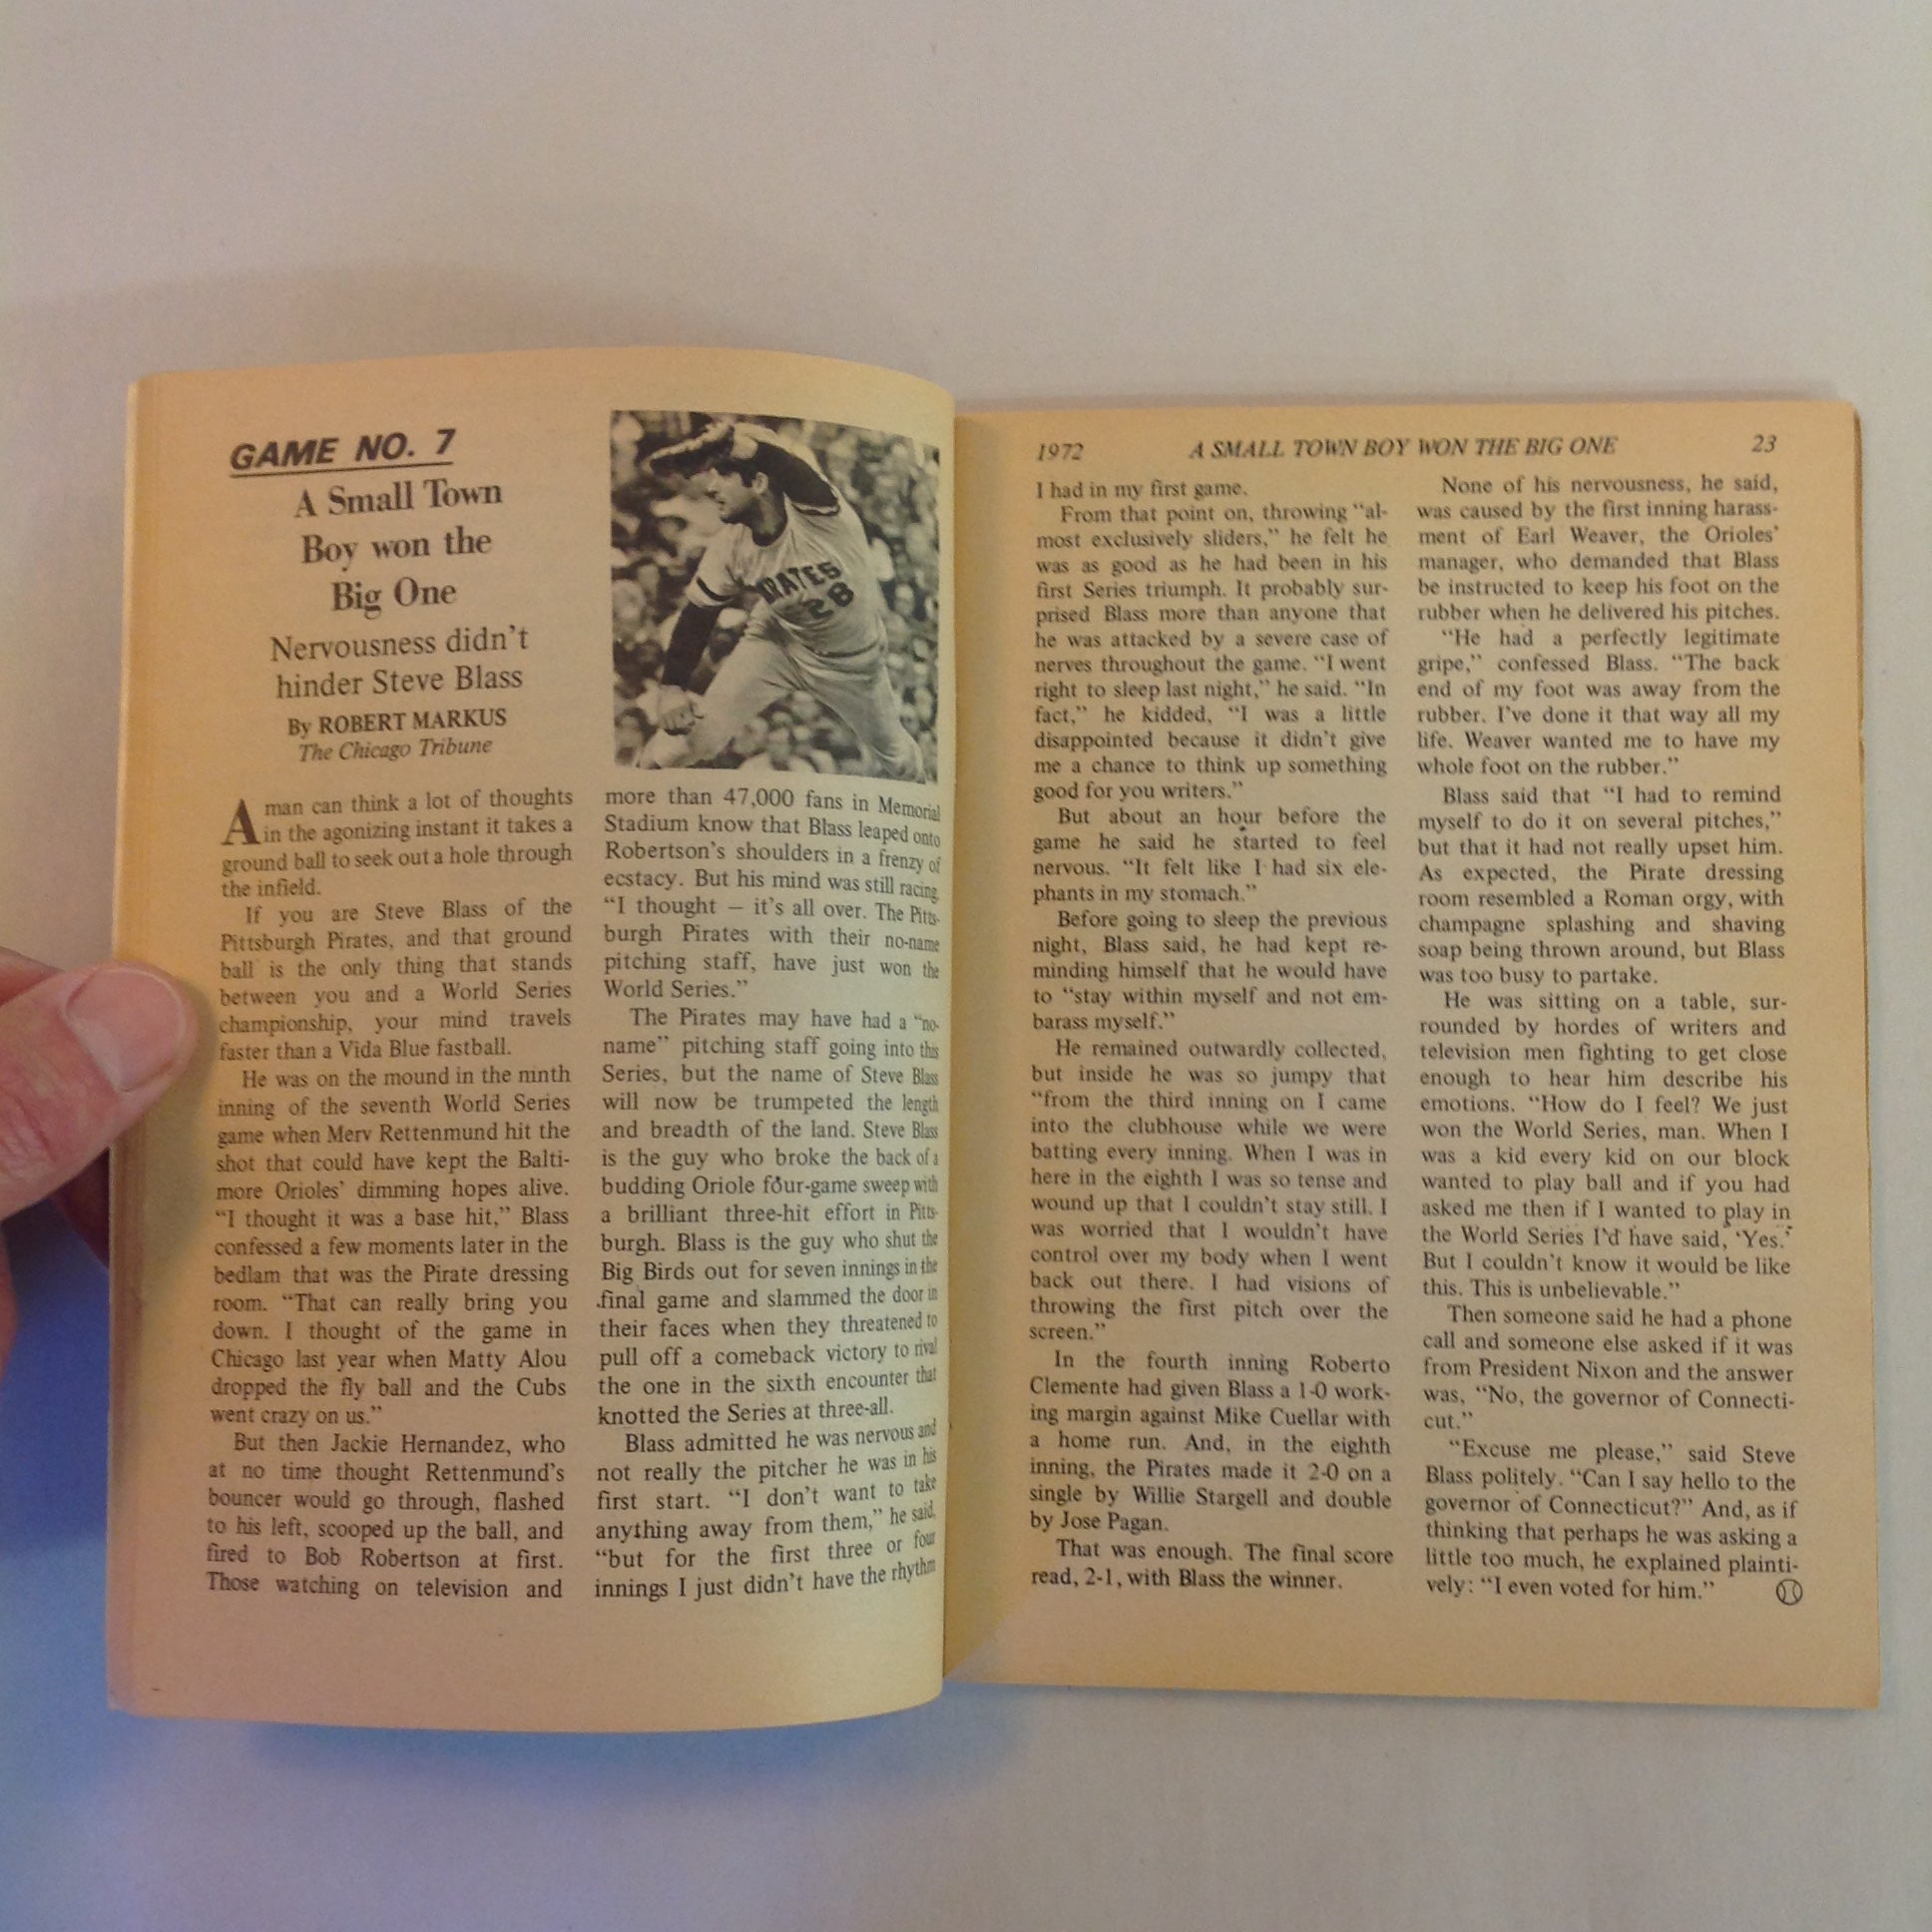 GAME NO. 7
A Small Town
Boy won the
Big One
Nervousness didn't
hinder Steve Blass
By ROBERT MARKUS
The Chicago Tribune
A man can think a lot of thoughts
in the agonizing instant it takes a
ground ball to seek out a hole through
the infield.
If you are Steve Blass of the
Pittsburgh Pirates, and that ground
ball is the only thing that stands
between you and a World Series
championship, your mind travels
faster than a Vida Blue fastball.
He was on the mound in the ninth
inning of the seventh World Series
game when Merv Rettenmund hit the
shot that could have kept the Balti-
more Orioles' dimming hopes alive.
"I thought it was a base hit," Blass
confessed a few moments later in the
bedlam that was the Pirate dressing
room. "That can really bring you
down. I thought of the game in
Chicago last year when Matty Alou
dropped the fly ball and the Cubs
went crazy on us."
But then Jackie Hernandez, who
at no time thought Rettenmund's
bouncer would go through, flashed
to his left, scooped up the ball, and
fired to Bob Robertson at first.
Those watching on television and
PIRATES
28
more than 47,000 fans in Memorial
Stadium know that Blass leaped onto
Robertson's shoulders in a frenzy of
ecstacy. But his mind was still racing.
"I thought – it's all over. The Pitts-
burgh Pirates with their no-name
pitching staff, have just won the
World Series."
The Pirates may have had a "no-
name" pitching staff going into this
Series, but the name of Steve Blass
will now be trumpeted the length
and breadth of the land. Steve Blass
is the guy who broke the back of a
budding Oriole four-game sweep with
a brilliant three-hit effort in Pitts-
burgh. Blass is the guy who shut the
Big Birds out for seven innings in the
final game and slammed the door in
their faces when they threatened to
pull off a comeback victory to rival
the one in the sixth encounter that
knotted the Series at three-all.
Blass admitted he was nervous and
not really the pitcher he was in his
first start. "I don't want to take
anything away from them," he said,
"but for the first three or four
innings I just didn't have the rhythm
1972 A SMALL TOWN BOY WON THE BIG ONE 23
I had in my first game.
From that point on, throwing "al-
most exclusively sliders," he felt he
was as good as he had been in his
first Series triumph. It probably sur-
prised Blass more than anyone that
he was attacked by a severe case of
nerves throughout the game. "I went
right to sleep last night," he said. "In
fact," he kidded, "I was a little
disappointed because it didn't give
me a chance to think up something
good for you writers."
But about an hour before the
game he said he started to feel
nervous. "It felt like I had six ele-
phants in my stomach."
Before going to sleep the previous
night, Blass said, he had kept re-
minding himself that he would have
to "stay within myself and not em-
barass myself."
He remained outwardly collected,
but inside he was so jumpy that
"from the third inning on I came
into the clubhouse while we were
batting every inning. When I was in
here in the eighth I was so tense and
wound up that I couldn't stay still. I
was worried that I wouldn't have
control over my body when I went
back out there. I had visions of
throwing the first pitch over the
screen."
In the fourth inning Roberto
Clemente had given Blass a 1-0 work-
ing margin against Mike Cuellar with
a home run. And, in the eighth
inning, the Pirates made it 2-0 on a
single by Willie Stargell and double
by Jose Pagan.
That was enough. The final score
read, 2-1, with Blass the winner.
None of his nervousness, he said,
was caused by the first inning harass-
ment of Earl Weaver, the Orioles'
manager, who demanded that Blass
be instructed to keep his foot on the
rubber when he delivered his pitches.
"He had a perfectly legitimate
gripe," confessed Blass. "The back
end of my foot was away from the
rubber. I've done it that way all my
life. Weaver wanted me to have my
whole foot on the rubber."
Blass said that "I had to remind
myself to do it on several pitches,"
but that it had not really upset him.
As expected, the Pirate dressing
room resembled a Roman orgy, with
champagne splashing and shaving
soap being thrown around, but Blass
was too busy to partake.
He was sitting on a table, sur-
rounded by hordes of writers and
television men fighting to get close
enough to hear him describe his
emotions. "How do I feel? We just
won the World Series, man. When I
was a kid every kid on our block
wanted to play ball and if you had
asked me then if I wanted to play in
the World Series I'd have said, 'Yes.'
But I couldn't know it would be like
this. This is unbelievable."
Then someone said he had a phone
call and someone else asked if it was
from President Nixon and the answer
was, "No, the governor of Connecti-
cut."
"Excuse me please," said Steve
Blass politely. "Can I say hello to the
governor of Connecticut?" And, as if
thinking that perhaps he was asking a
little too much, he explained plainti-
vely: "I even voted for him."